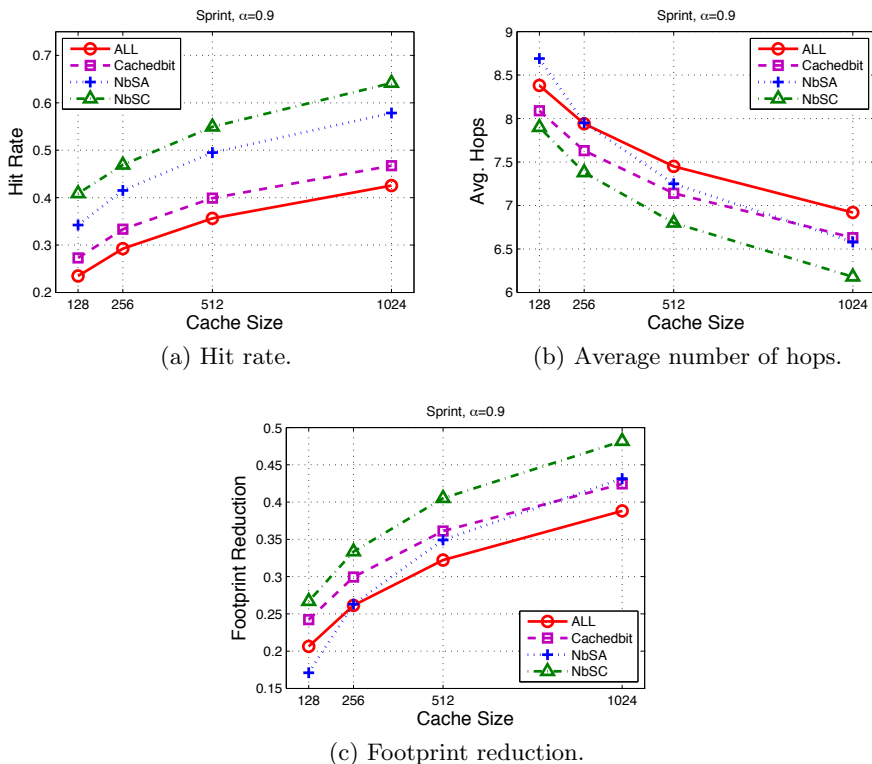 Sprint, α=0.9
0.7
0.6
0.5
0.4
0.3
0.2
Hit Rate
ALL
Cachedbit
NbSA
NbSC
128
256
512
1024
Cache Size
(a) Hit rate.
Sprint, α=0.9
9
8.5
8
7.5
7
6.5
6
Avg. Hops
ALL
Cachedbit
NbSA
NbSC
128
256
512
1024
Cache Size
(b) Average number of hops.
Sprint, α=0.9
0.5
0.45
0.4
0.35
0.3
0.25
0.2
0.15
Footprint Reduction
ALL
Cachedbit
NbSA
NbSC
128
256
512
1024
Cache Size
(c) Footprint reduction.